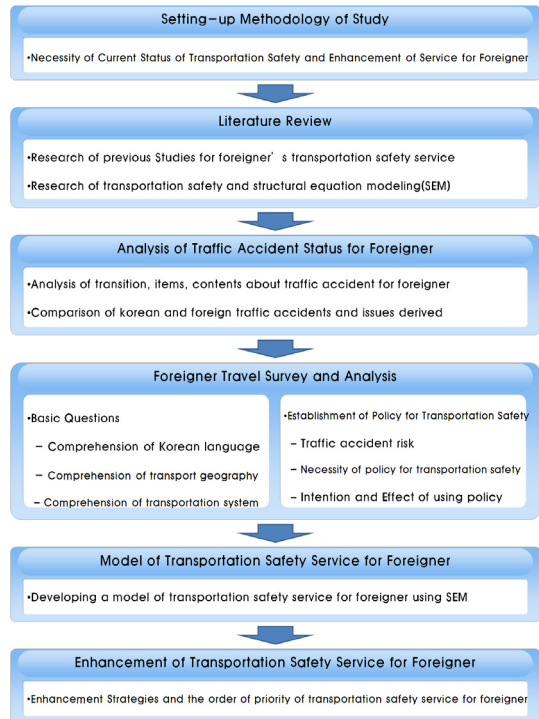 Setting-up Methodology of Study
•Necessity of Current Status of Transportation Safety and Enhancement of Service for Foreigner
Literature Review
•Research of previous Studies for foreigner's transportation safety service
•Research of transportation safety and structural equation modeling(SEM)
Analysis of Traffic Accident Status for Foreigner
•Analysis of transition, items, contents about traffic accident for foreigner
•Comparison of korean and foreign traffic accidents and issues derived
Foreigner Travel Survey and Analysis
•Basic Questions
– Comprehension of Korean language
– Comprehension of transport geography
– Comprehension of transportation system
•Establishment of Policy for Transportation Safety
– Traffic accident risk
– Necessity of policy for transportation safety
– Intention and Effect of using policy
Model of Transportation Safety Service for Foreigner
•Developing a model of transportation safety service for foreigner using SEM
Enhancement of Transportation Safety Service for Foreigner
•Enhancement Strategies and the order of priority of transportation safety service for foreigner